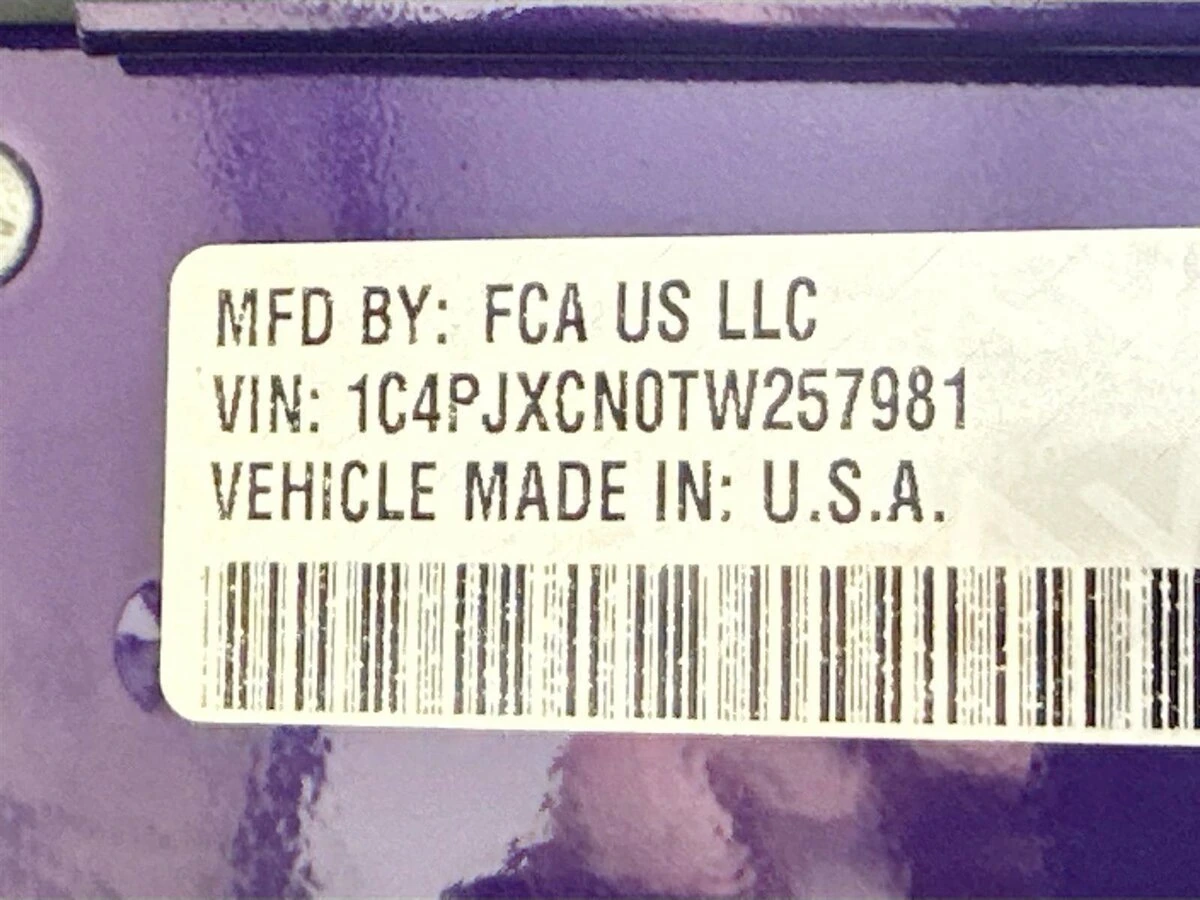 MFD BY: FCA US LLC
VIN: 1C4PJXCN0TW257981
VEHICLE MADE IN: U.S.A.